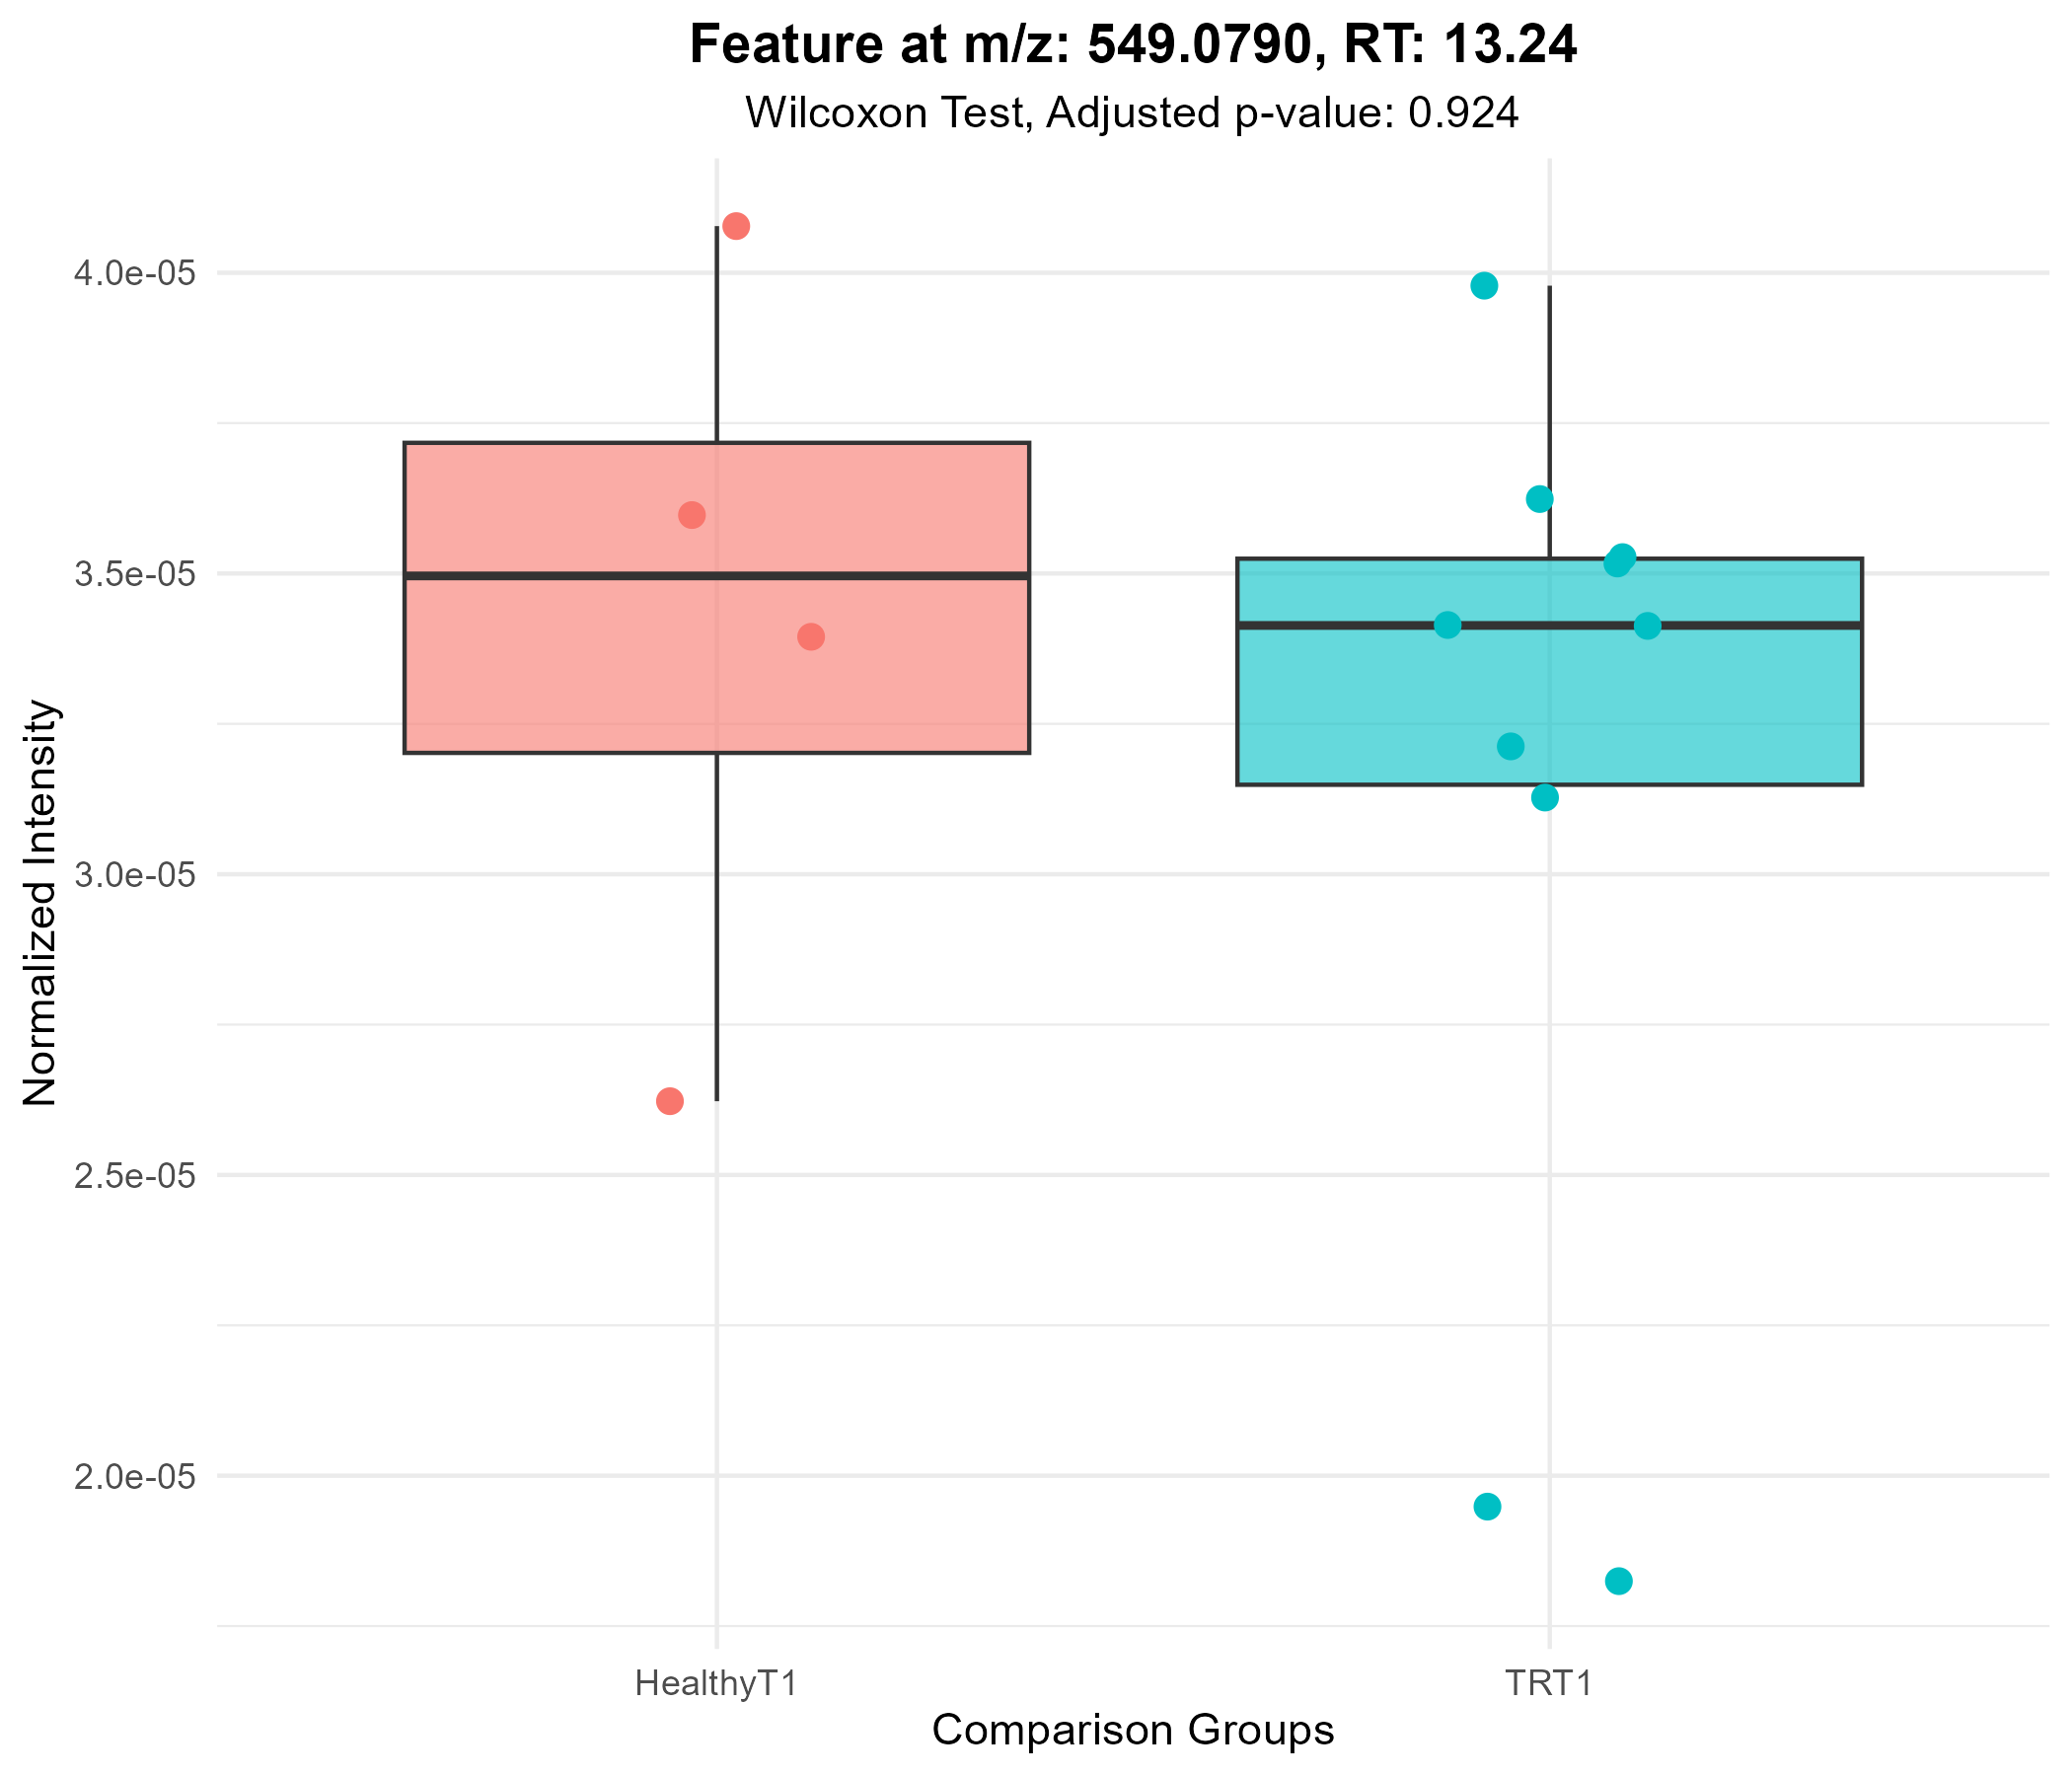 Feature at m/z: 549.0790, RT: 13.24
Wilcoxon Test, Adjusted p-value: 0.924
Normalized Intensity
4.0e-05
3.5e-05
3.0e-05
2.5e-05
2.0e-05
HealthyT1
TRT1
Comparison Groups